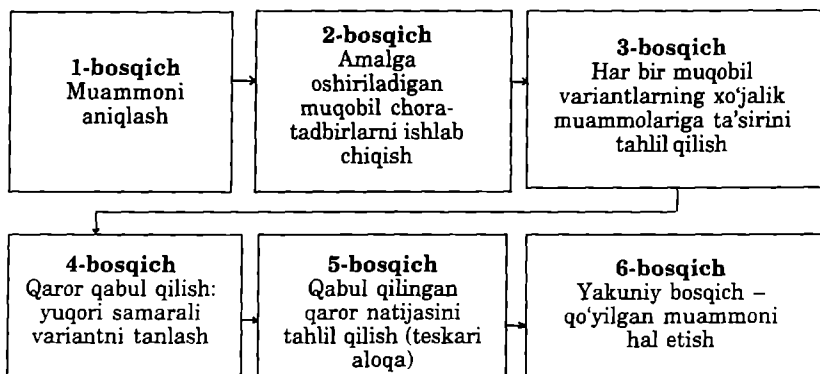 1-bosqich
Muammoni
aniqlash
2-bosqich
Amalga
oshiriladigan
muqobil chora-
tadbirlarni ishlab
chiqish
3-bosqich
Har bir muqobil
variantlarning xo‘jalik
muammolariga ta’sirini
tahlil qilish
4-bosqich
Qaror qabul qilish:
yuqori samarali
variantni tanlash
5-bosqich
Qabul qilingan
qaror natijasini
tahlil qilish (teskari
aloqa)
6-bosqich
Yakuniy bosqich –
qo‘yilgan muammoni
hal etish